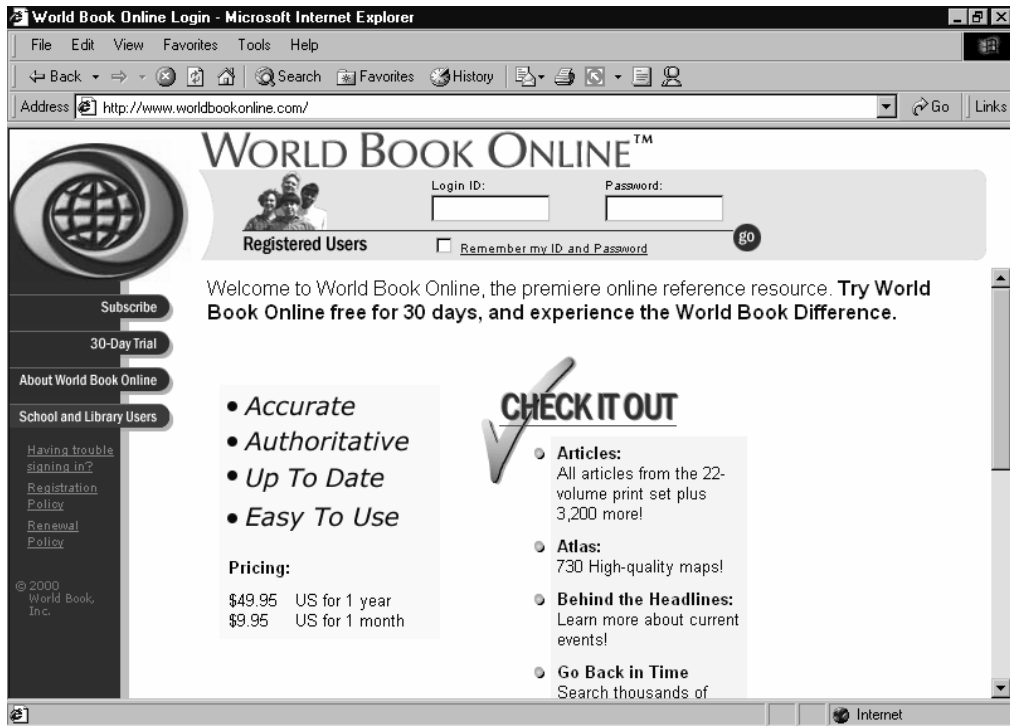 World Book Online Login - Microsoft Internet Explorer
File Edit View Favorites Tools Help
Back Search Favorites History
Address http://www.worldbookonline.com/ Go Links
WORLD BOOK ONLINE™
Login ID: Password:
Registered Users
Remember my ID and Password
go
Subscribe
30-Day Trial
About World Book Online
School and Library Users
Having trouble
signing in?
Registration
Policy
Renewal
Policy
© 2000
World Book,
Inc.
Welcome to World Book Online, the premiere online reference resource. Try World
Book Online free for 30 days, and experience the World Book Difference.
• Accurate
• Authoritative
• Up To Date
• Easy To Use
Pricing:
$49.95 US for 1 year
$9.95 US for 1 month
CHECK IT OUT
Articles:
All articles from the 22-
volume print set plus
3,200 more!
Atlas:
730 High-quality maps!
Behind the Headlines:
Learn more about current
events!
Go Back in Time
Search thousands of
Internet